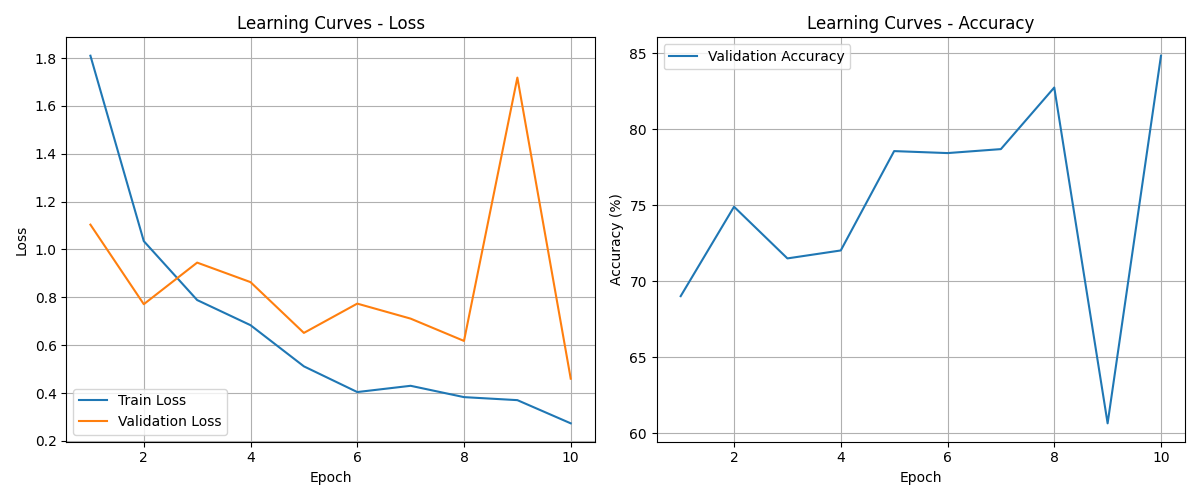 Learning Curves - Loss
1.8
1.6
1.4
1.2
1.0
0.8
0.6
0.4
0.2
Loss
Train Loss
Validation Loss
2 4 6 8 10
Epoch
Learning Curves - Accuracy
Validation Accuracy
85
80
75
70
65
60
Accuracy (%)
2 4 6 8 10
Epoch